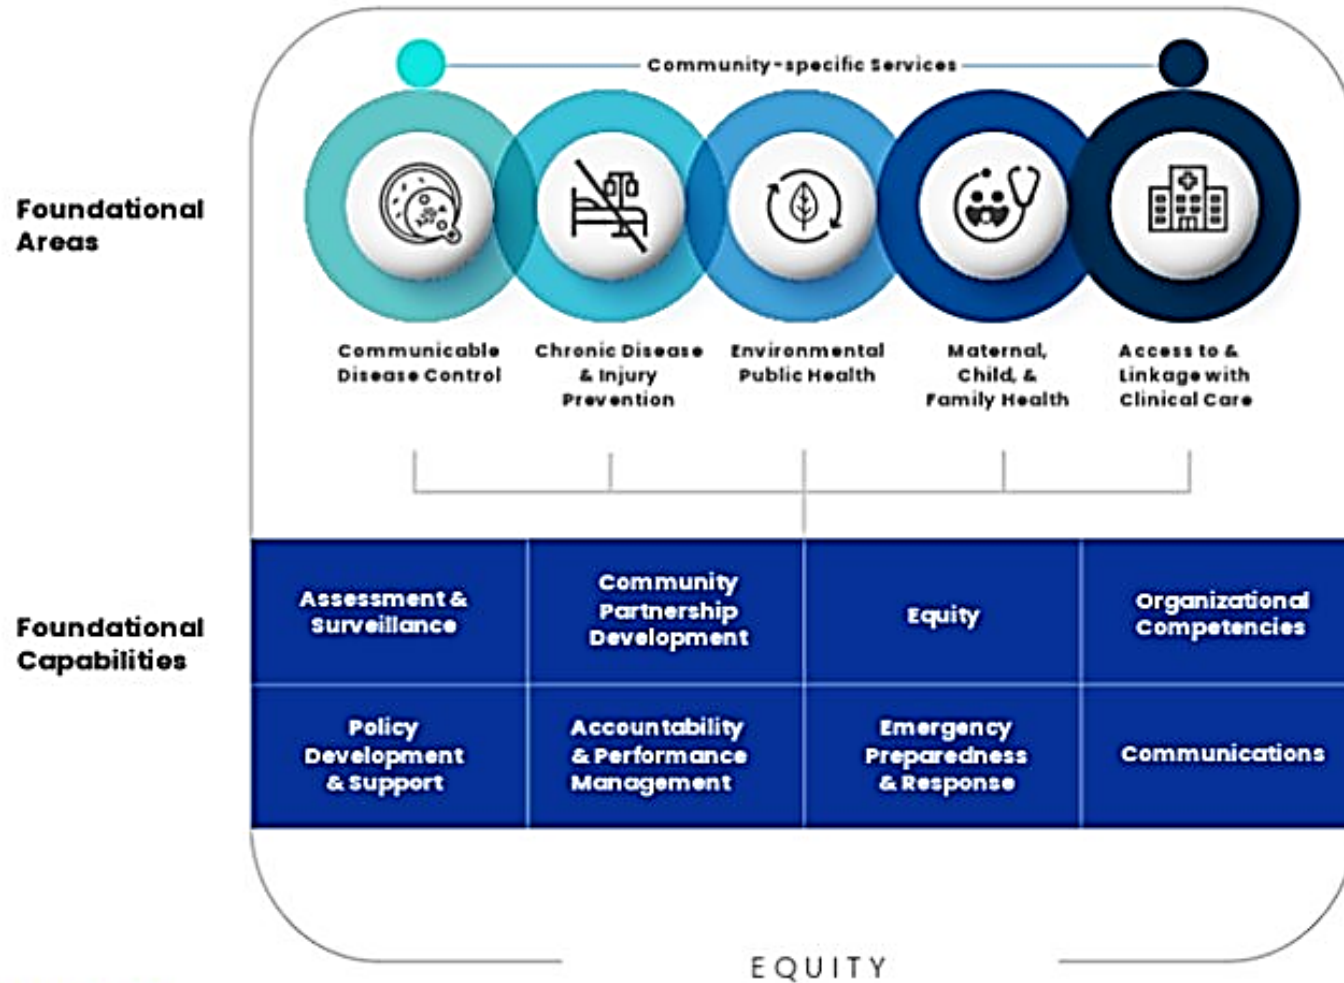 Community-specific Services
Foundational
Areas
Communicable
Disease Control
Chronic Disease
& Injury
Prevention
Environmental
Public Health
Maternal,
Child, &
Family Health
Access to &
Linkage with
Clinical Care
Foundational
Capabilities
Assessment &
Surveillance
Community
Partnership
Development
Equity
Organizational
Competencies
Policy
Development
& Support
Accountability
& Performance
Management
Emergency
Preparedness
& Response
Communications
EQUITY